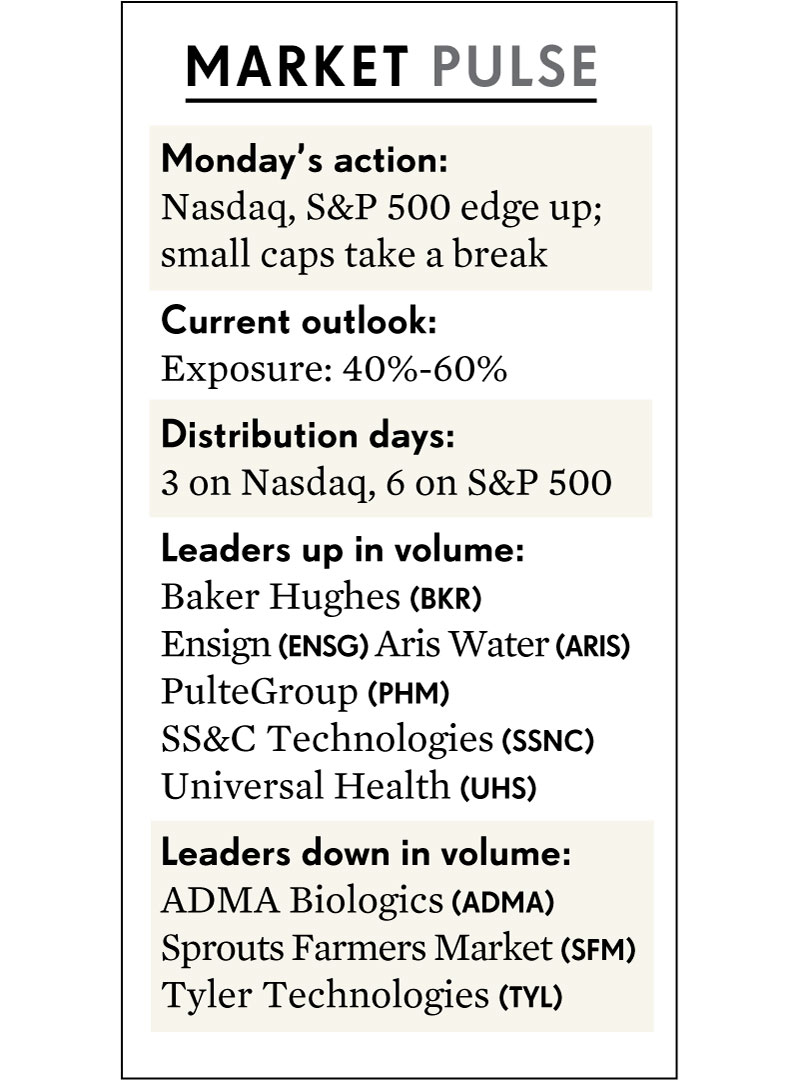 MARKET PULSE
Monday’s action:
Nasdaq, S&P 500 edge up;
small caps take a break
Current outlook:
Exposure: 40%-60%
Distribution days:
3 on Nasdaq, 6 on S&P 500
Leaders up in volume:
Baker Hughes (BKR)
Ensign (ENSG) Aris Water (ARIS)
PulteGroup (PHM)
SS&C Technologies (SSNC)
Universal Health (UHS)
Leaders down in volume:
ADMA Biologics (ADMA)
Sprouts Farmers Market (SFM)
Tyler Technologies (TYL)